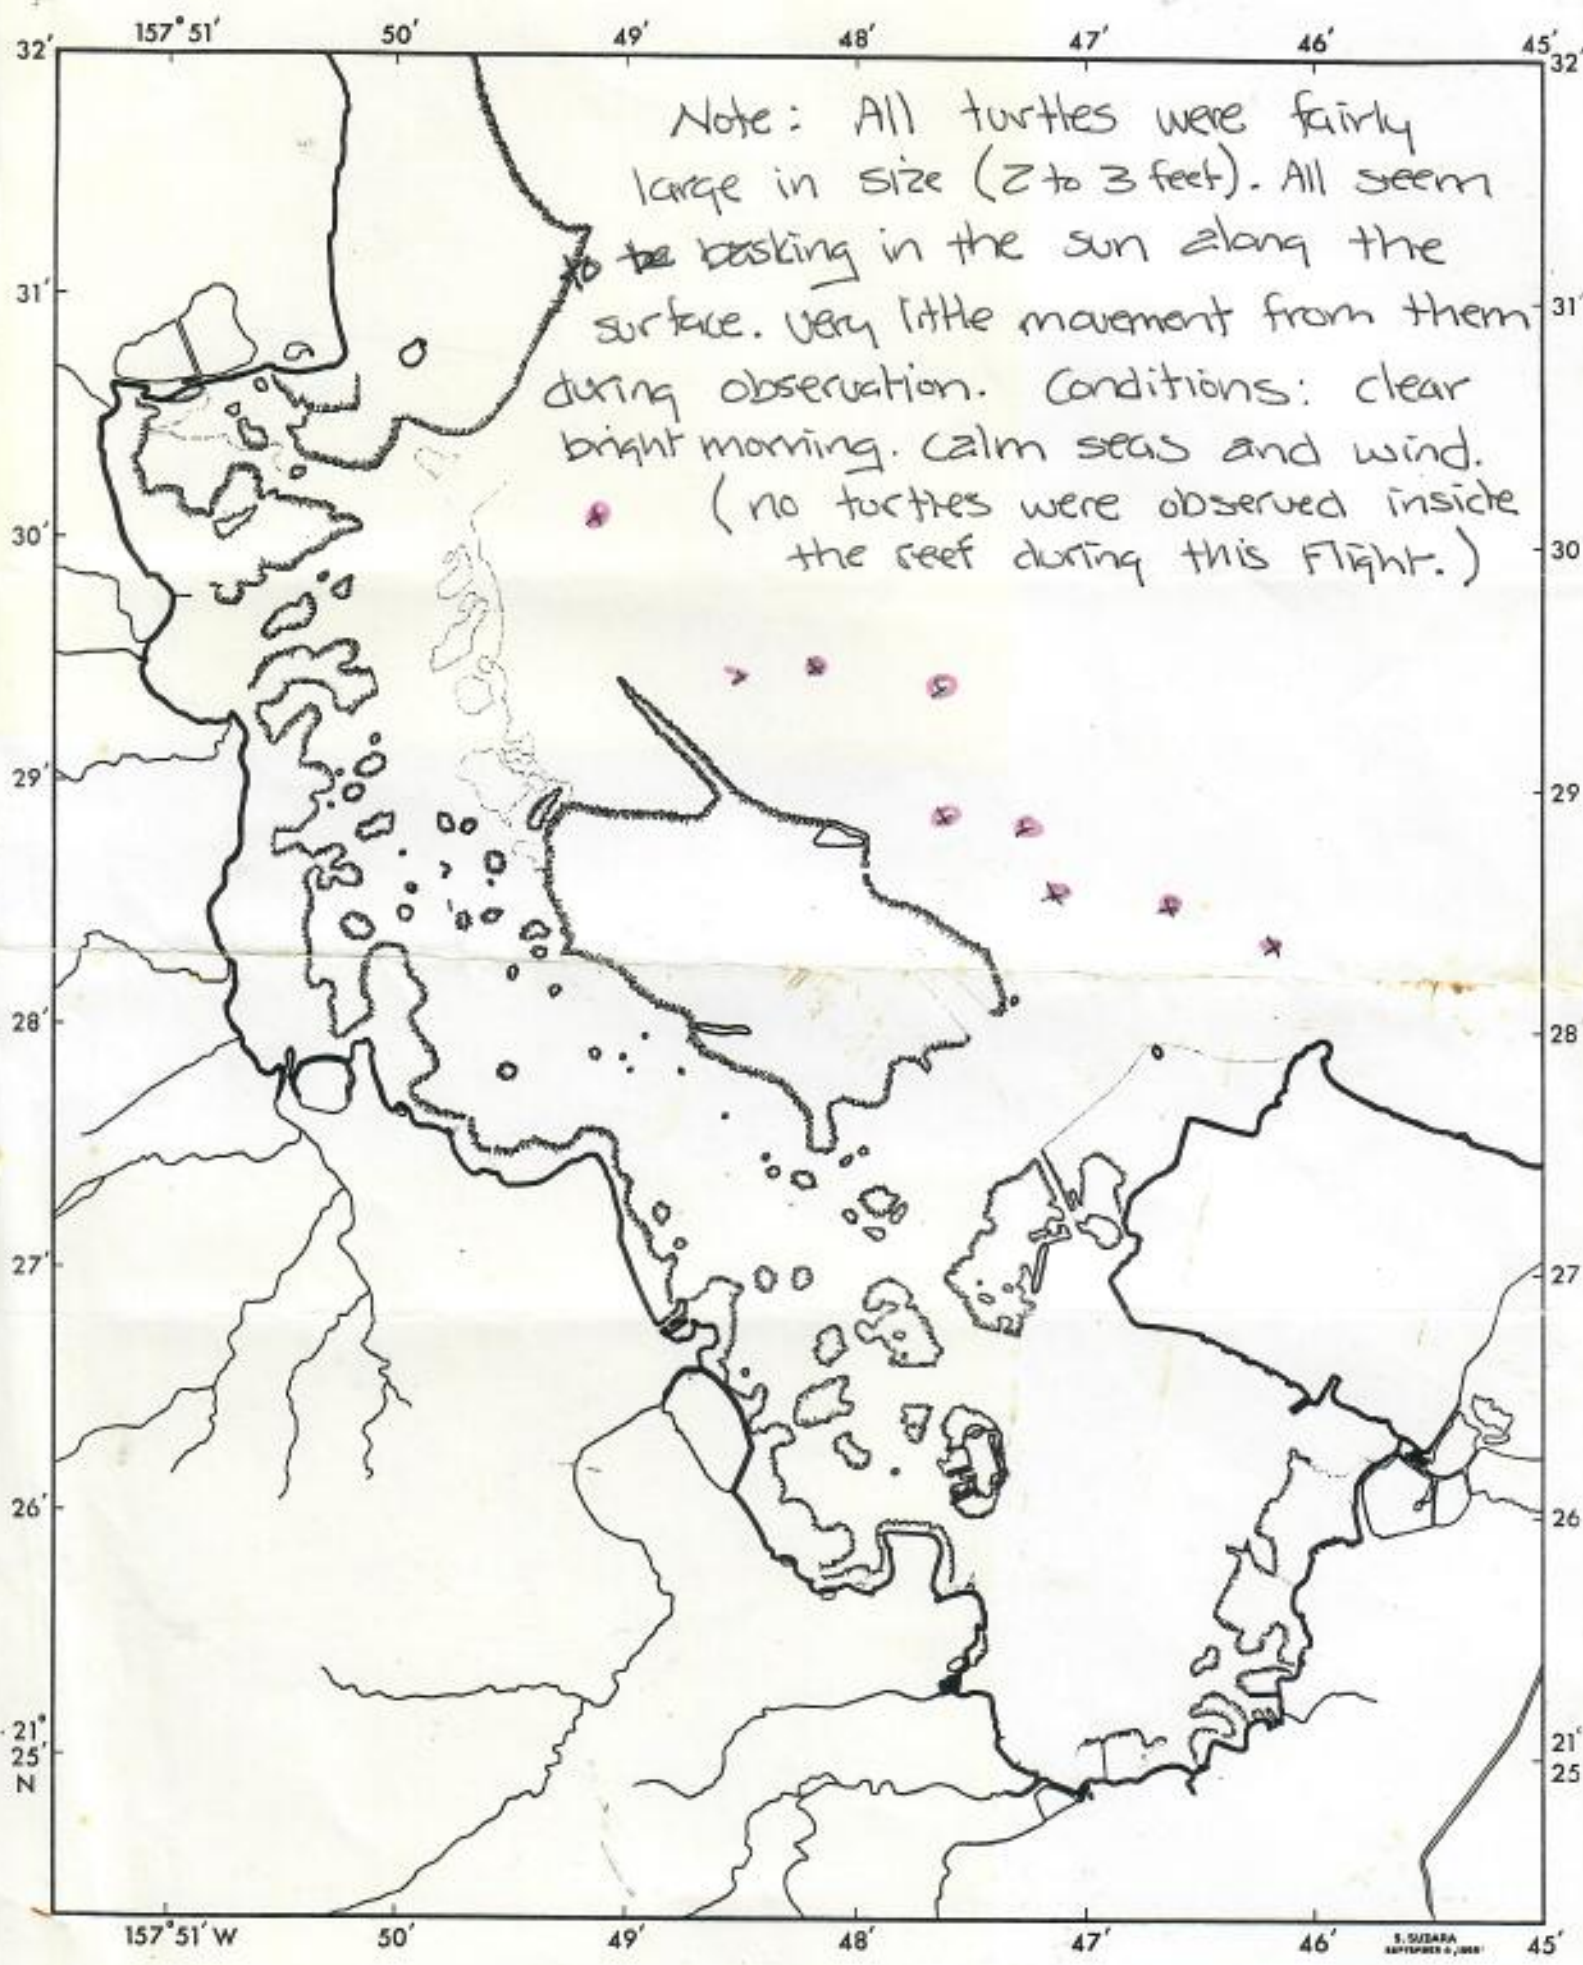 157°51' 50' 49' 48' 47' 46' 45'
32' 32'
Note: All turtles were fairly
large in size (2 to 3 feet). All seem
to be basking in the sun along the
surface. very little movement from them
during observation. Conditions: clear
bright morning. Calm seas and wind.
(no turtles were observed inside
the reef during this flight.)
31' 31'
30' 30
29' 29
28' 28
27' 27
26' 26
21° 21°
25' 25
N
157°51' W 50' 49' 48' 47' 46' 45'
S. SUZARA
SEPTEMBER